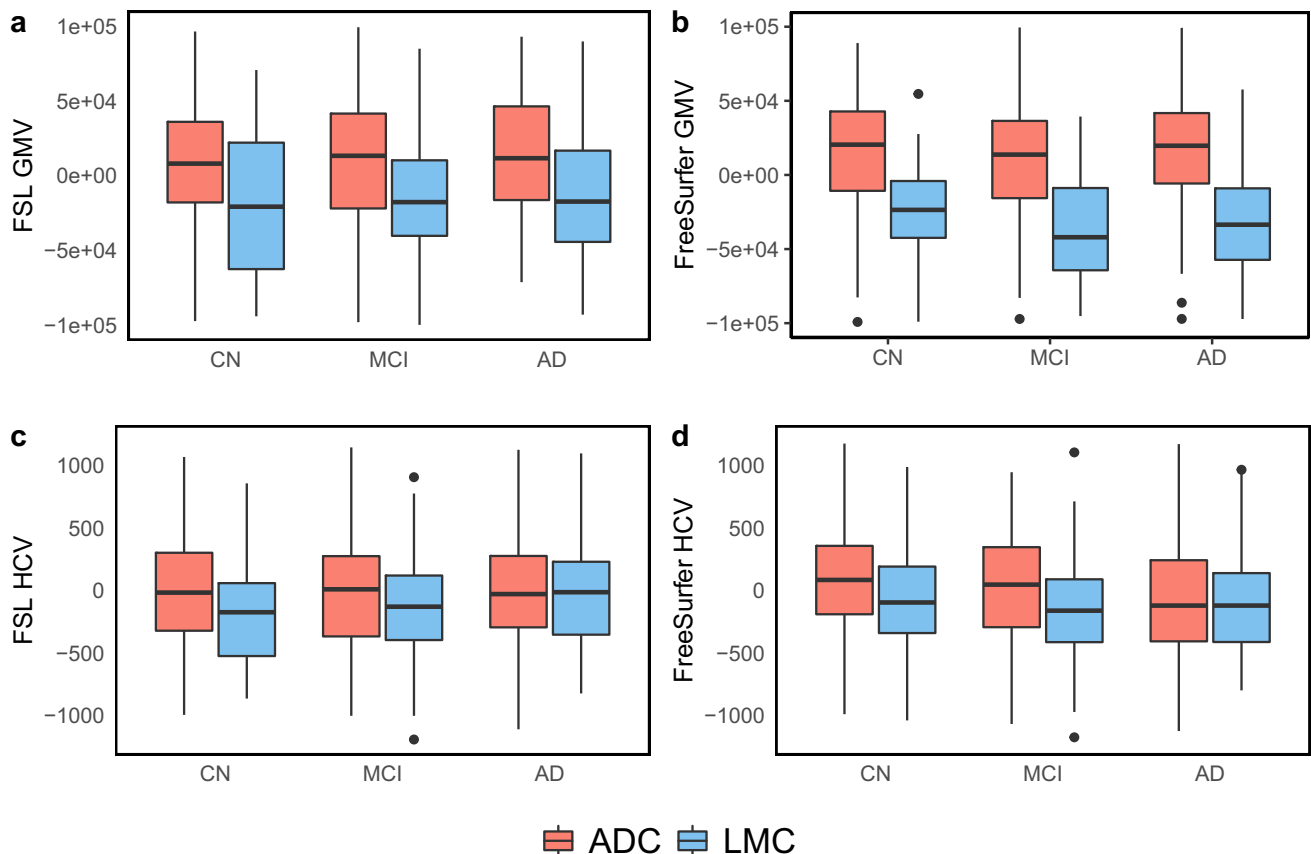 a
1e+05
5e+04
0e+00
−5e+04
−1e+05
FSL GMV
CN MCI AD
b
1e+05
5e+04
0e+00
−5e+04
−1e+05
FreeSurfer GMV
CN MCI AD
c
1000
500
0
−500
−1000
FSL HCV
CN MCI AD
d
1000
500
0
−500
−1000
FreeSurfer HCV
CN MCI AD
ADC LMC